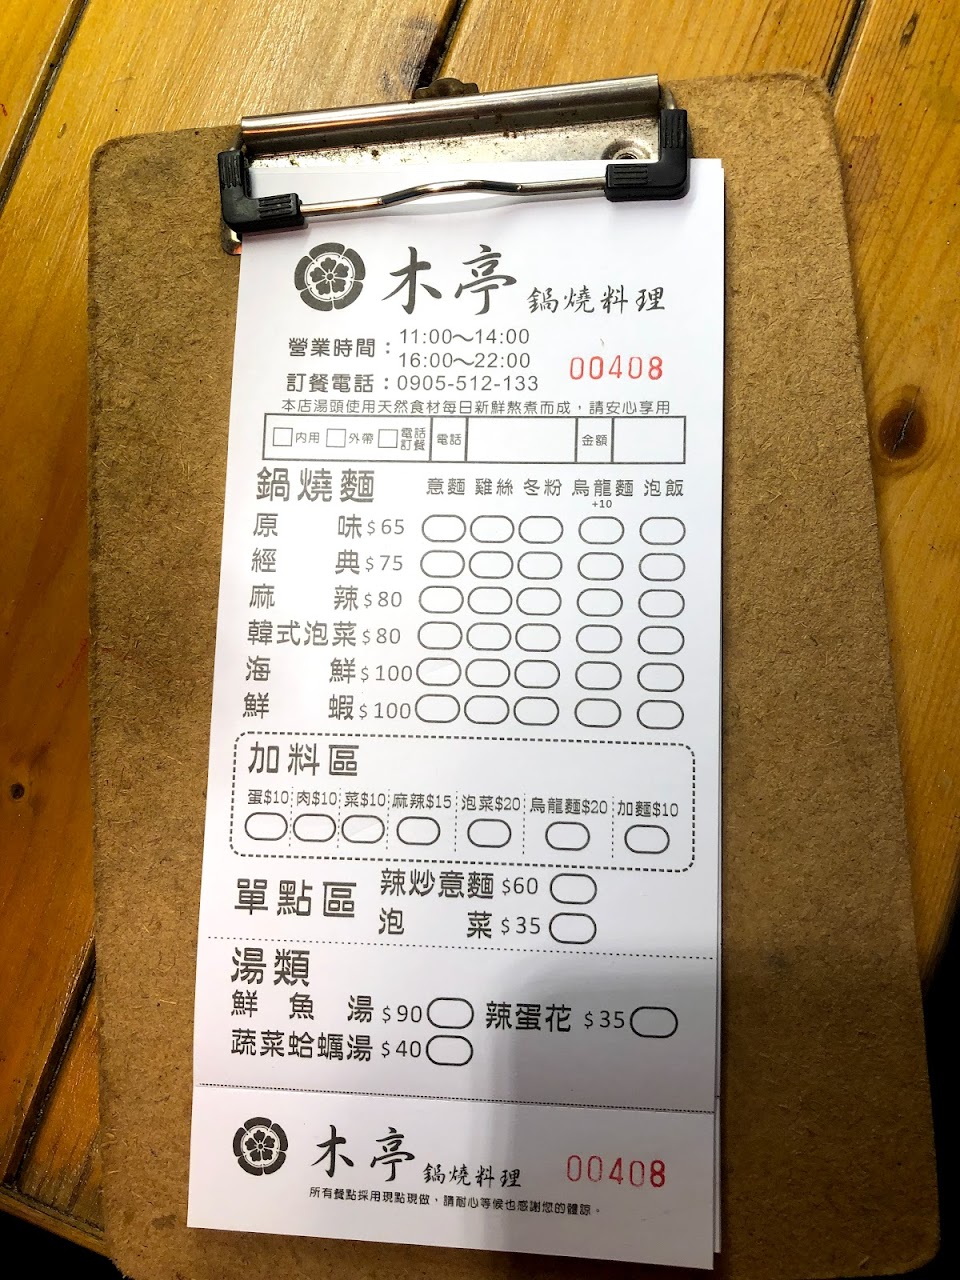 木亭 鍋燒料理
營業時間：11:00～14:00
16:00～22:00
00408
訂餐電話：0905-512-133
本店湯頭使用天然食材每日新鮮熬煮而成，請安心享用
內用 外帶 電話訂餐 電話 金額
鍋燒麵 意麵 雞絲 冬粉 烏龍麵 泡飯
+10
原味 $65
經典 $75
麻辣 $80
韓式泡菜 $80
海鮮 $100
鮮蝦 $100
加料區
蛋$10 肉$10 菜$10 麻辣$15 泡菜$20 烏龍麵$20 加麵$10
單點區 辣炒意麵 $60
泡菜 $35
湯類
鮮魚湯 $90 辣蛋花 $35
蔬菜蛤蠣湯 $40
木亭 鍋燒料理 00408
所有餐點採用現點現做，請耐心等候也感謝您的體諒。